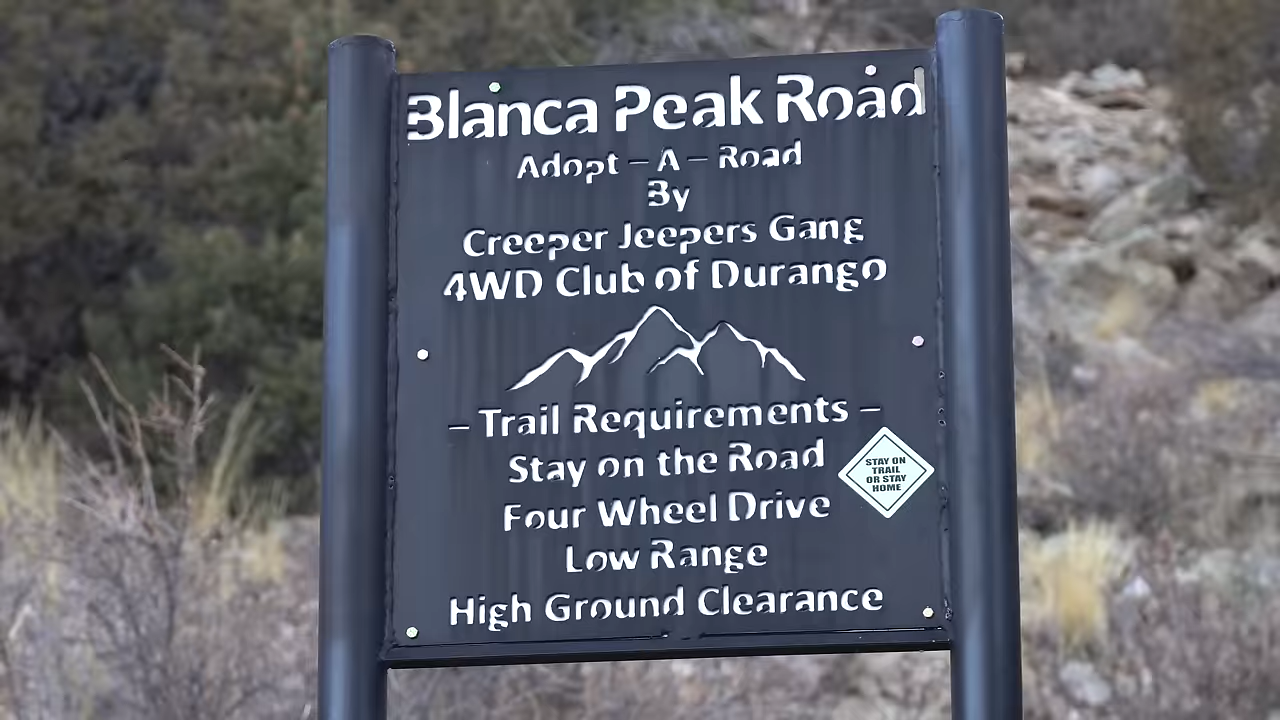 Blanca Peak Road
Adopt – A – Road
By
Creeper Jeepers Gang
4WD Club of Durango
– Trail Requirements –
Stay on the Road
Four Wheel Drive
Low Range
High Ground Clearance
STAY ON
TRAIL
OR STAY
HOME